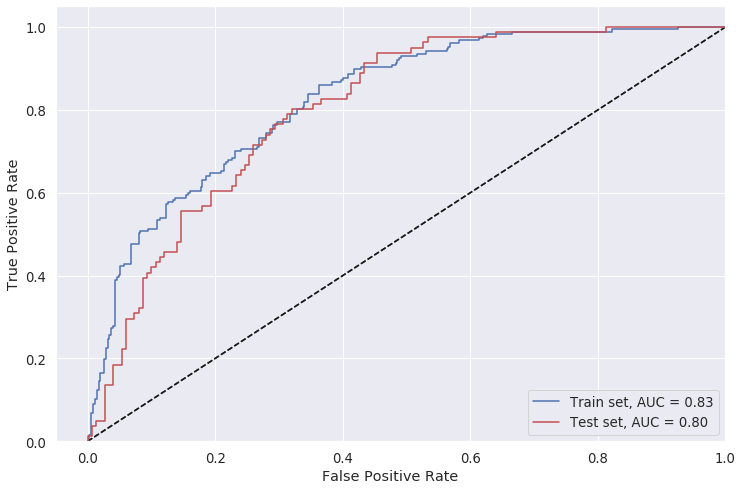 1.0
0.8
0.6
0.4
0.2
0.0
True Positive Rate
Train set, AUC = 0.83
Test set, AUC = 0.80
0.0 0.2 0.4 0.6 0.8 1.0
False Positive Rate